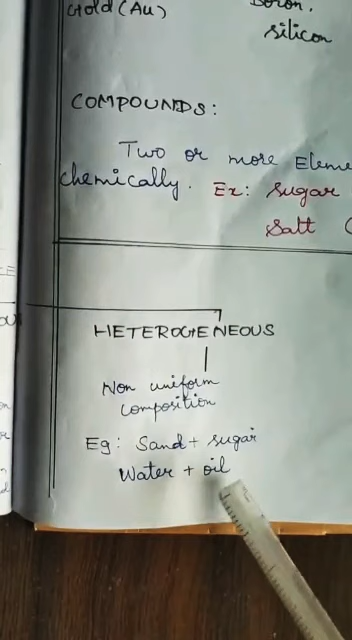 Gold (Au)
Boron.
silicon
COMPOUNDS:
Two or more Eleme
chemically. Ex: Sugar
Salt (
HETEROGENEOUS
Non uniform
composition
Eg: Sand + sugar
Water + oil